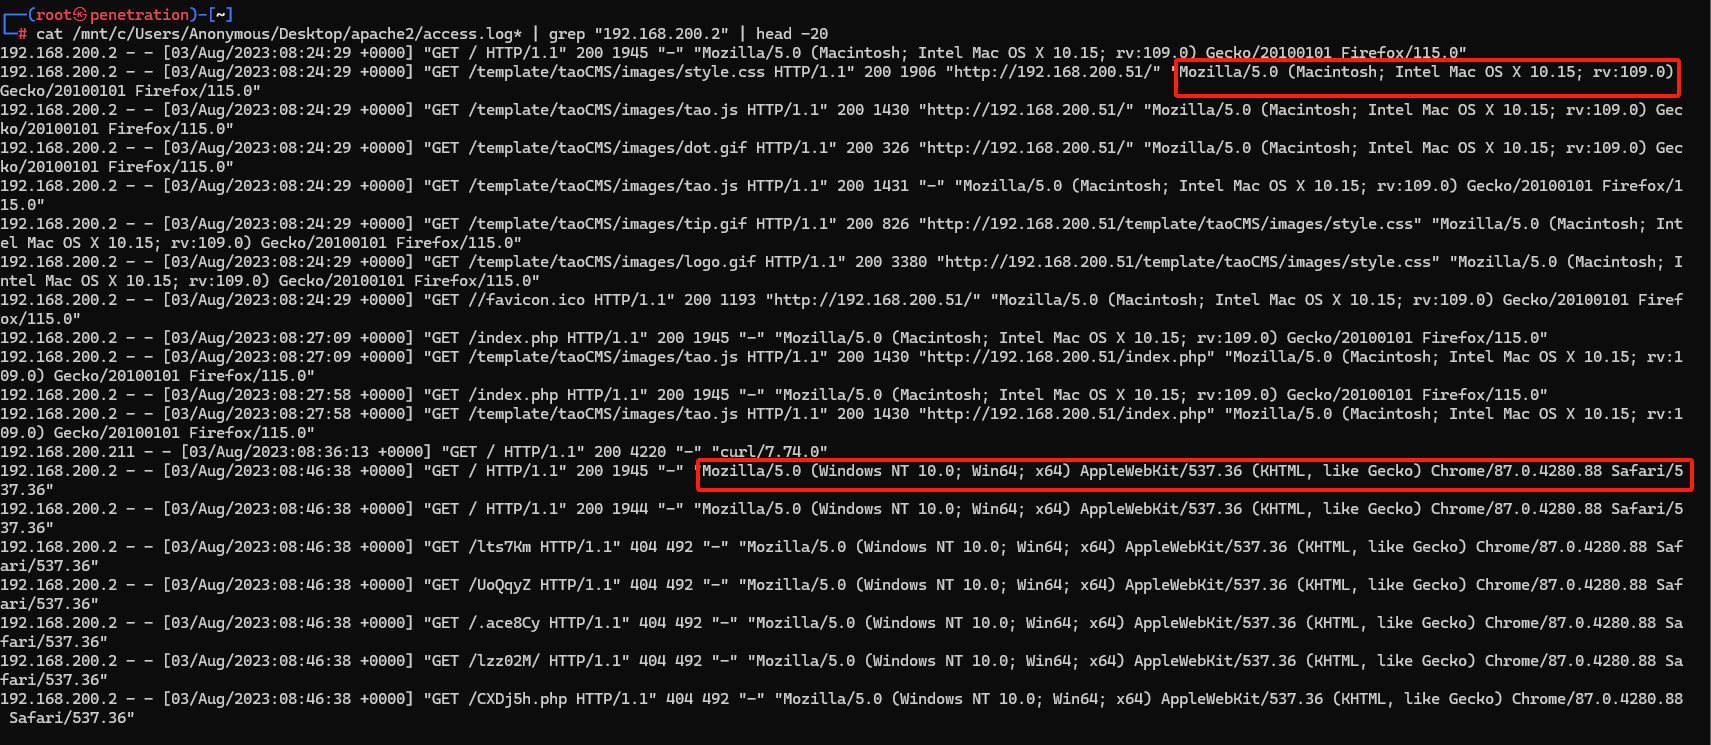 ┌──(root㉿penetration)-[~]
└─# cat /mnt/c/Users/Anonymous/Desktop/apache2/access.log* | grep "192.168.200.2" | head -20
192.168.200.2 - - [03/Aug/2023:08:24:29 +0000] "GET / HTTP/1.1" 200 1945 "-" "Mozilla/5.0 (Macintosh; Intel Mac OS X 10.15; rv:109.0) Gecko/20100101 Firefox/115.0"
192.168.200.2 - - [03/Aug/2023:08:24:29 +0000] "GET /template/taoCMS/images/style.css HTTP/1.1" 200 1906 "http://192.168.200.51/" "Mozilla/5.0 (Macintosh; Intel Mac OS X 10.15; rv:109.0)
Gecko/20100101 Firefox/115.0"
192.168.200.2 - - [03/Aug/2023:08:24:29 +0000] "GET /template/taoCMS/images/tao.js HTTP/1.1" 200 1430 "http://192.168.200.51/" "Mozilla/5.0 (Macintosh; Intel Mac OS X 10.15; rv:109.0) Gec
ko/20100101 Firefox/115.0"
192.168.200.2 - - [03/Aug/2023:08:24:29 +0000] "GET /template/taoCMS/images/dot.gif HTTP/1.1" 200 326 "http://192.168.200.51/" "Mozilla/5.0 (Macintosh; Intel Mac OS X 10.15; rv:109.0) Gec
ko/20100101 Firefox/115.0"
192.168.200.2 - - [03/Aug/2023:08:24:29 +0000] "GET /template/taoCMS/images/tao.js HTTP/1.1" 200 1431 "-" "Mozilla/5.0 (Macintosh; Intel Mac OS X 10.15; rv:109.0) Gecko/20100101 Firefox/1
15.0"
192.168.200.2 - - [03/Aug/2023:08:24:29 +0000] "GET /template/taoCMS/images/tip.gif HTTP/1.1" 200 826 "http://192.168.200.51/template/taoCMS/images/style.css" "Mozilla/5.0 (Macintosh; Int
el Mac OS X 10.15; rv:109.0) Gecko/20100101 Firefox/115.0"
192.168.200.2 - - [03/Aug/2023:08:24:29 +0000] "GET /template/taoCMS/images/logo.gif HTTP/1.1" 200 3380 "http://192.168.200.51/template/taoCMS/images/style.css" "Mozilla/5.0 (Macintosh; I
ntel Mac OS X 10.15; rv:109.0) Gecko/20100101 Firefox/115.0"
192.168.200.2 - - [03/Aug/2023:08:24:29 +0000] "GET //favicon.ico HTTP/1.1" 200 1193 "http://192.168.200.51/" "Mozilla/5.0 (Macintosh; Intel Mac OS X 10.15; rv:109.0) Gecko/20100101 Firef
ox/115.0"
192.168.200.2 - - [03/Aug/2023:08:27:09 +0000] "GET /index.php HTTP/1.1" 200 1945 "-" "Mozilla/5.0 (Macintosh; Intel Mac OS X 10.15; rv:109.0) Gecko/20100101 Firefox/115.0"
192.168.200.2 - - [03/Aug/2023:08:27:09 +0000] "GET /template/taoCMS/images/tao.js HTTP/1.1" 200 1430 "http://192.168.200.51/index.php" "Mozilla/5.0 (Macintosh; Intel Mac OS X 10.15; rv:1
09.0) Gecko/20100101 Firefox/115.0"
192.168.200.2 - - [03/Aug/2023:08:27:58 +0000] "GET /index.php HTTP/1.1" 200 1945 "-" "Mozilla/5.0 (Macintosh; Intel Mac OS X 10.15; rv:109.0) Gecko/20100101 Firefox/115.0"
192.168.200.2 - - [03/Aug/2023:08:27:58 +0000] "GET /template/taoCMS/images/tao.js HTTP/1.1" 200 1430 "http://192.168.200.51/index.php" "Mozilla/5.0 (Macintosh; Intel Mac OS X 10.15; rv:1
09.0) Gecko/20100101 Firefox/115.0"
192.168.200.211 - - [03/Aug/2023:08:36:13 +0000] "GET / HTTP/1.1" 200 4220 "-" "curl/7.74.0"
192.168.200.2 - - [03/Aug/2023:08:46:38 +0000] "GET / HTTP/1.1" 200 1945 "-" "Mozilla/5.0 (Windows NT 10.0; Win64; x64) AppleWebKit/537.36 (KHTML, like Gecko) Chrome/87.0.4280.88 Safari/5
37.36"
192.168.200.2 - - [03/Aug/2023:08:46:38 +0000] "GET / HTTP/1.1" 200 1944 "-" "Mozilla/5.0 (Windows NT 10.0; Win64; x64) AppleWebKit/537.36 (KHTML, like Gecko) Chrome/87.0.4280.88 Safari/5
37.36"
192.168.200.2 - - [03/Aug/2023:08:46:38 +0000] "GET /lts7Km HTTP/1.1" 404 492 "-" "Mozilla/5.0 (Windows NT 10.0; Win64; x64) AppleWebKit/537.36 (KHTML, like Gecko) Chrome/87.0.4280.88 Saf
ari/537.36"
192.168.200.2 - - [03/Aug/2023:08:46:38 +0000] "GET /UoQqyZ HTTP/1.1" 404 492 "-" "Mozilla/5.0 (Windows NT 10.0; Win64; x64) AppleWebKit/537.36 (KHTML, like Gecko) Chrome/87.0.4280.88 Saf
ari/537.36"
192.168.200.2 - - [03/Aug/2023:08:46:38 +0000] "GET /.ace8Cy HTTP/1.1" 404 492 "-" "Mozilla/5.0 (Windows NT 10.0; Win64; x64) AppleWebKit/537.36 (KHTML, like Gecko) Chrome/87.0.4280.88 Sa
fari/537.36"
192.168.200.2 - - [03/Aug/2023:08:46:38 +0000] "GET /lzz02M/ HTTP/1.1" 404 492 "-" "Mozilla/5.0 (Windows NT 10.0; Win64; x64) AppleWebKit/537.36 (KHTML, like Gecko) Chrome/87.0.4280.88 Sa
fari/537.36"
192.168.200.2 - - [03/Aug/2023:08:46:38 +0000] "GET /CXDj5h.php HTTP/1.1" 404 492 "-" "Mozilla/5.0 (Windows NT 10.0; Win64; x64) AppleWebKit/537.36 (KHTML, like Gecko) Chrome/87.0.4280.88
Safari/537.36"